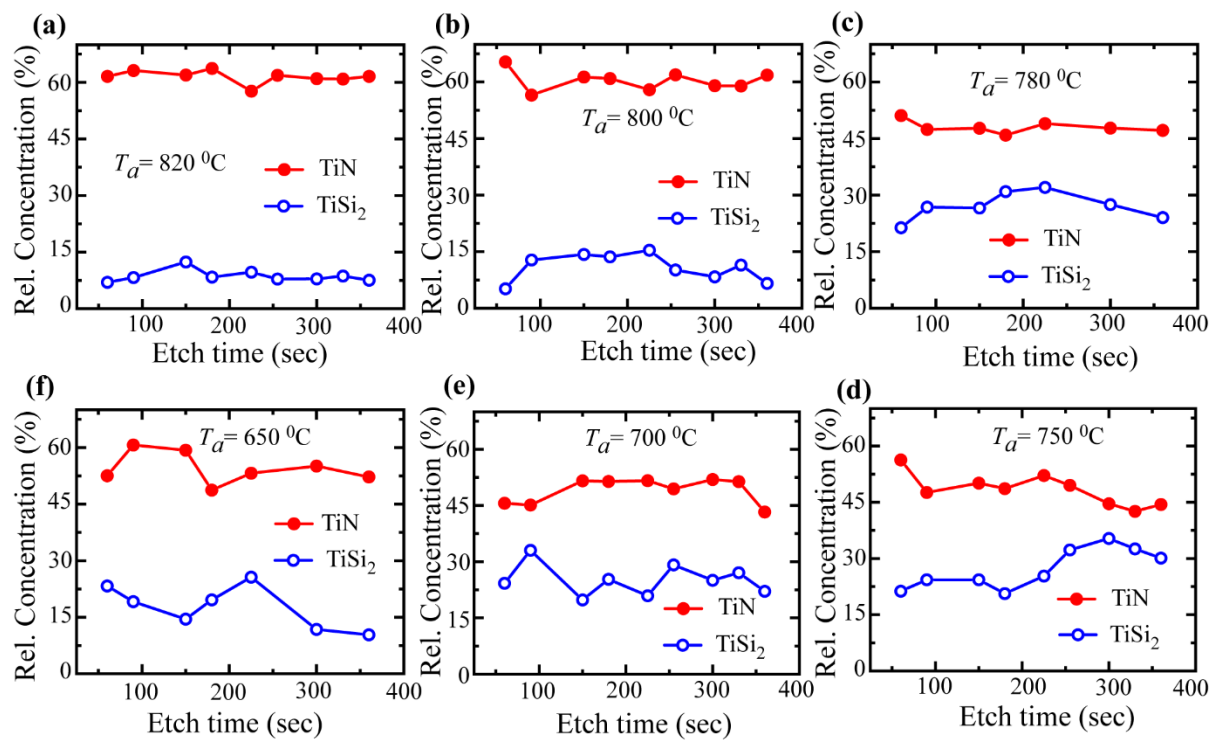 (a)
Rel. Concentration (%)
60
45
30
15
0
Tₐ= 820 ⁰C
TiN
TiSi₂
100 200 300 400
Etch time (sec)
(b)
Rel. Concentration (%)
60
45
30
15
0
Tₐ= 800 ⁰C
TiN
TiSi₂
100 200 300 400
Etch time (sec)
(c)
Rel. Concentration (%)
60
45
30
15
0
Tₐ= 780 ⁰C
TiN
TiSi₂
100 200 300 400
Etch time (sec)
(f)
Rel. Concentration (%)
60
45
30
15
0
Tₐ= 650 ⁰C
TiN
TiSi₂
100 200 300 400
Etch time (sec)
(e)
Rel. Concentration (%)
60
45
30
15
0
Tₐ= 700 ⁰C
TiN
TiSi₂
100 200 300 400
Etch time (sec)
(d)
Rel. Concentration (%)
60
45
30
15
0
Tₐ= 750 ⁰C
TiN
TiSi₂
100 200 300 400
Etch time (sec)